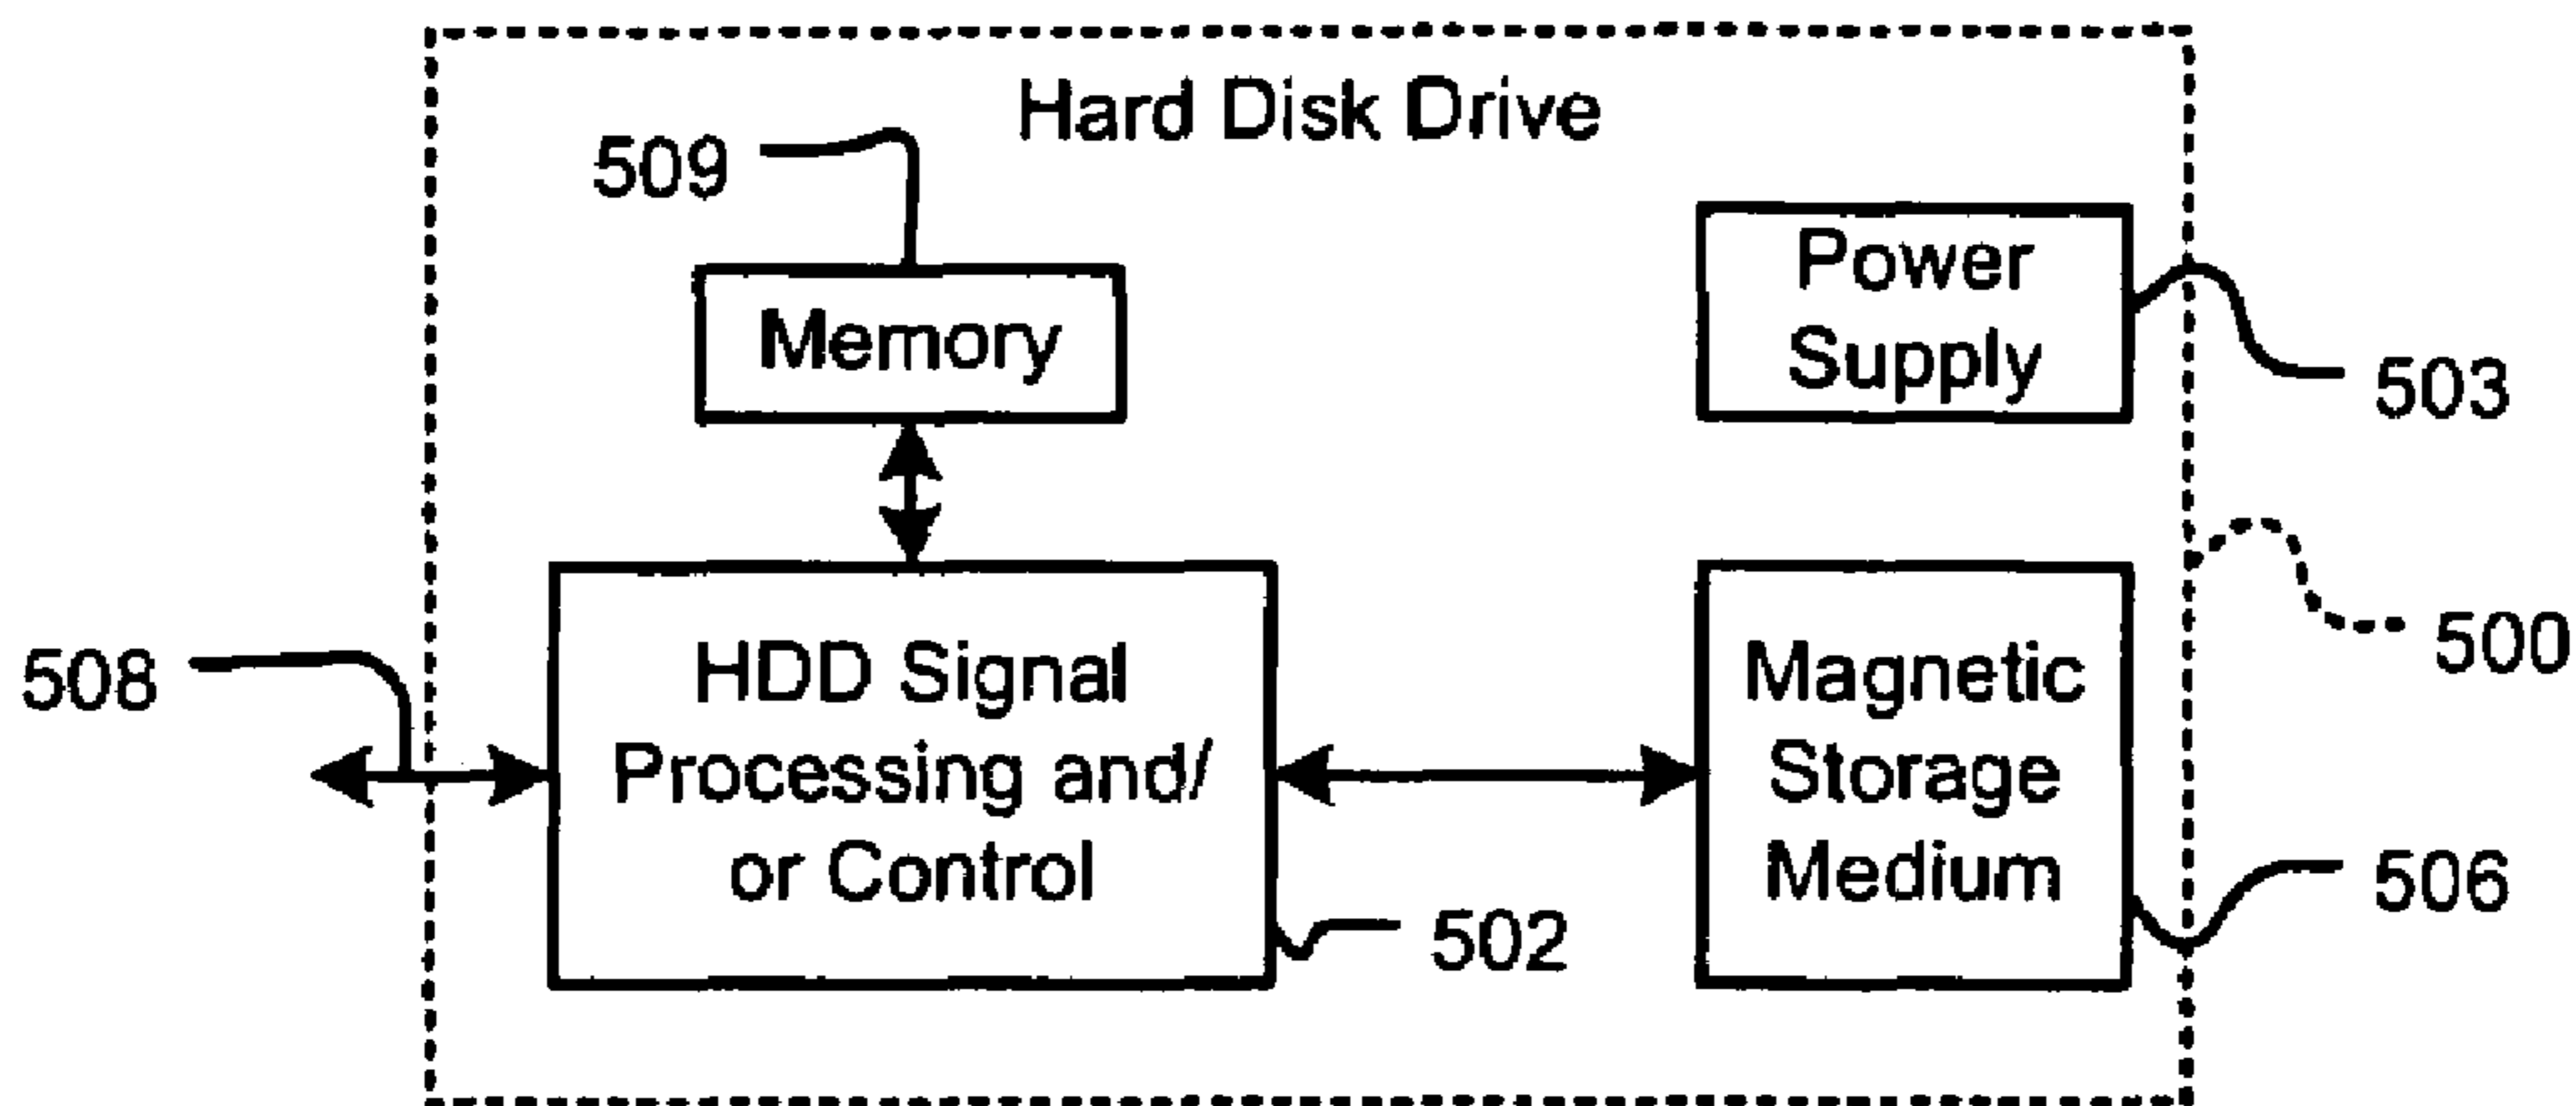 Hard Disk Drive
509
Memory
Power
Supply
503
500
508
HDD Signal
Processing and/
or Control
502
Magnetic
Storage
Medium
506